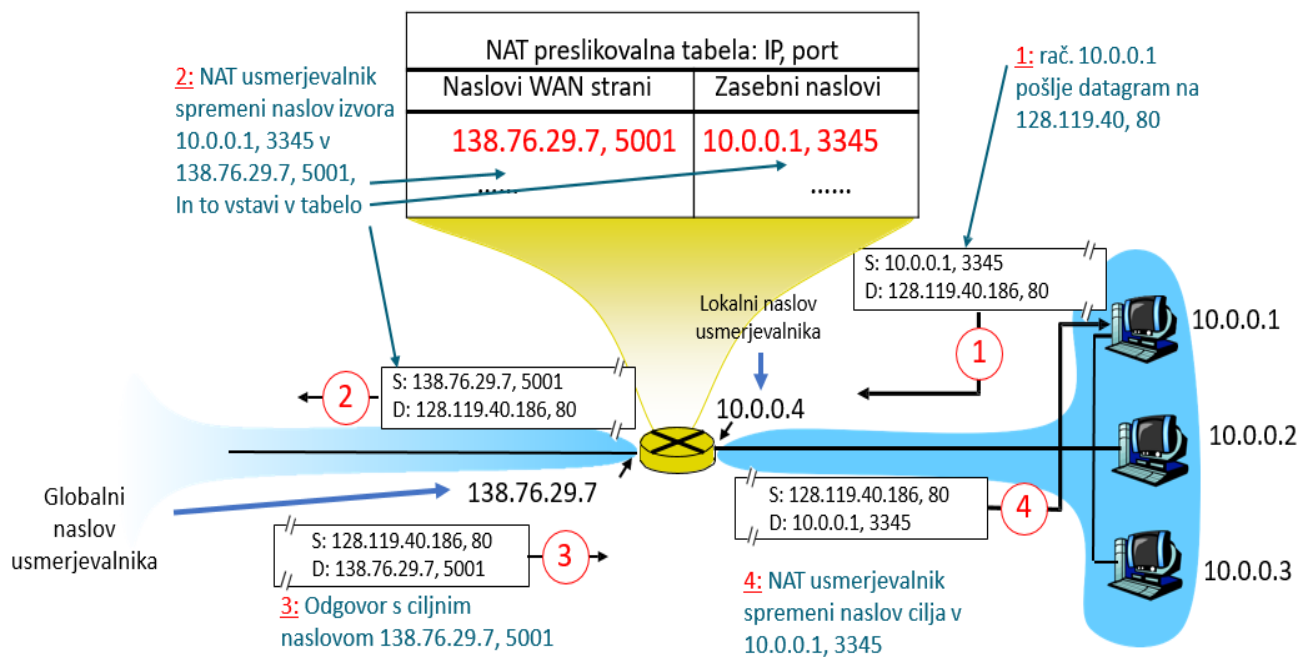 NAT preslikovalna tabela: IP, port
Naslovi WAN strani
Zasebni naslovi
138.76.29.7, 5001
10.0.0.1, 3345
......
......
1: rač. 10.0.0.1
pošlje datagram na
128.119.40, 80
2: NAT usmerjevalnik
spremeni naslov izvora
10.0.0.1, 3345 v
138.76.29.7, 5001,
In to vstavi v tabelo
S: 10.0.0.1, 3345
D: 128.119.40.186, 80
1
10.0.0.1
Lokalni naslov
usmerjevalnika
10.0.0.4
S: 138.76.29.7, 5001
D: 128.119.40.186, 80
2
10.0.0.2
138.76.29.7
Globalni
naslov
usmerjevalnika
S: 128.119.40.186, 80
D: 138.76.29.7, 5001
3
3: Odgovor s ciljnim
naslovom 138.76.29.7, 5001
S: 128.119.40.186, 80
D: 10.0.0.1, 3345
4
4: NAT usmerjevalnik
spremeni naslov cilja v
10.0.0.1, 3345
10.0.0.3